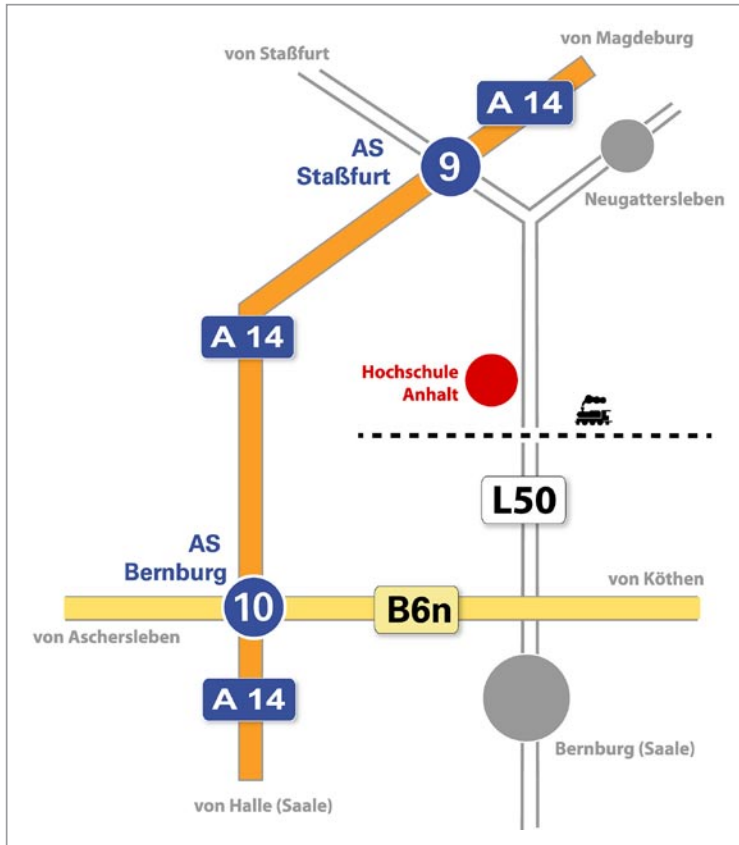 von Magdeburg
von Staßfurt
A 14
AS
Staßfurt
9
Neugattersleben
A 14
Hochschule
Anhalt
L50
AS
Bernburg
von Köthen
10
B6n
von Aschersleben
A 14
Bernburg (Saale)
von Halle (Saale)